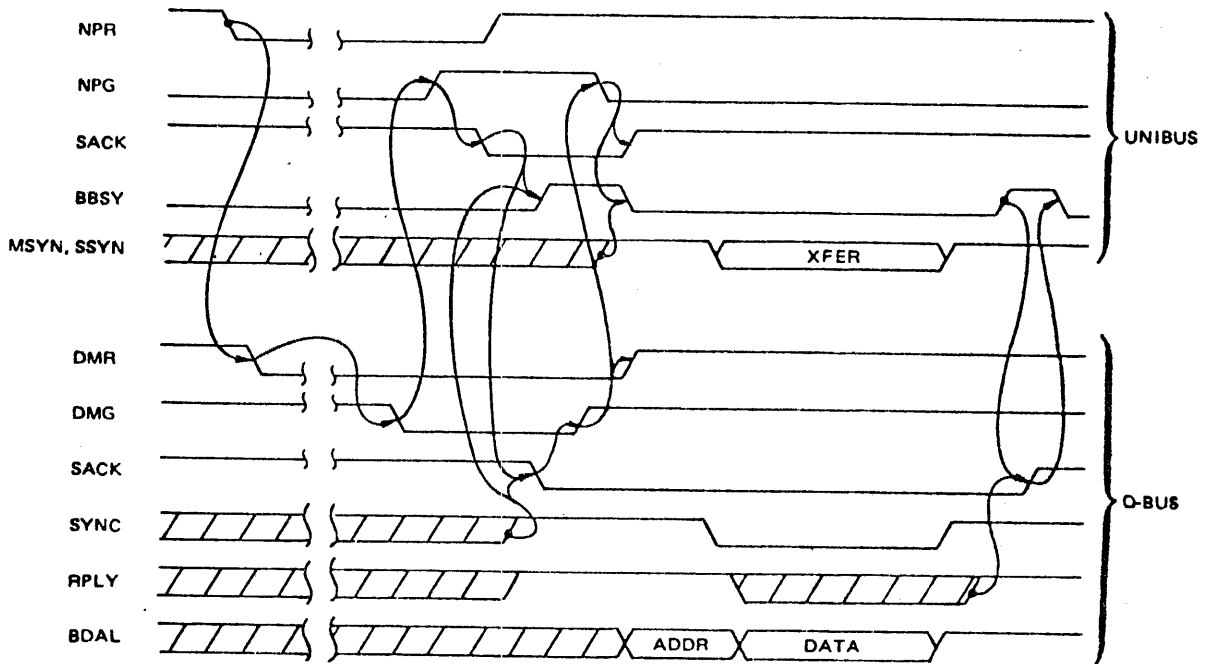 NPR
NPG
SACK
UNIBUS
BBSY
MSYN, SSYN
XFER
DMR
DMG
SACK
Q-BUS
SYNC
RPLY
BDAL
ADDR
DATA